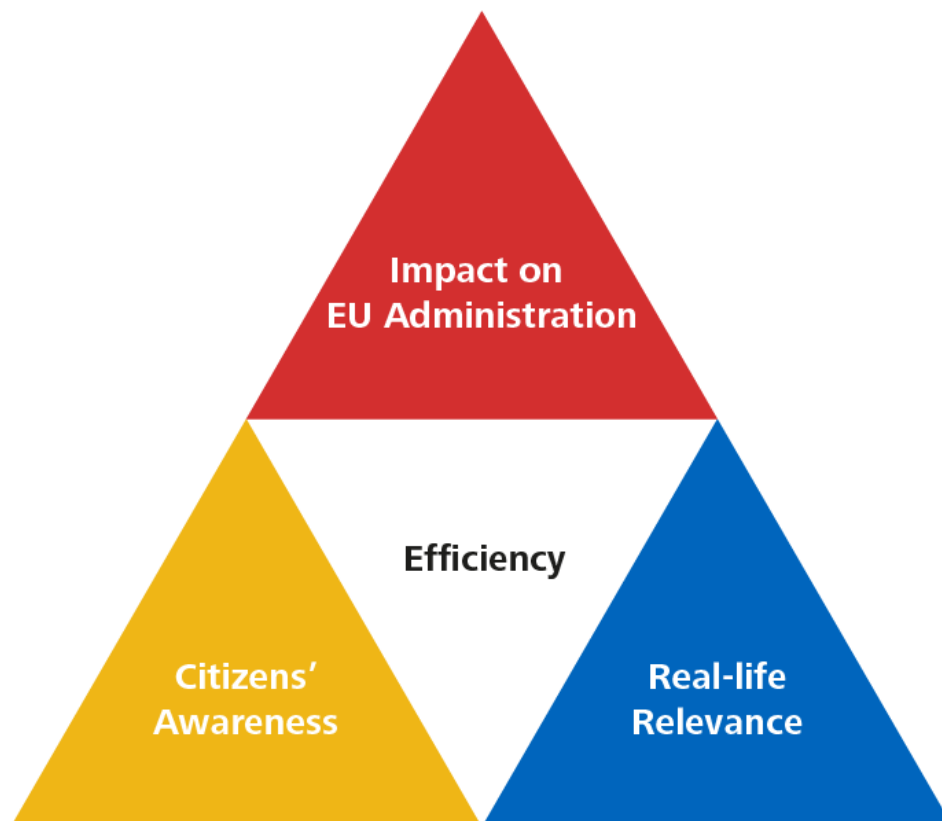 Impact on
EU Administration
Efficiency
Citizens’
Awareness
Real-life
Relevance